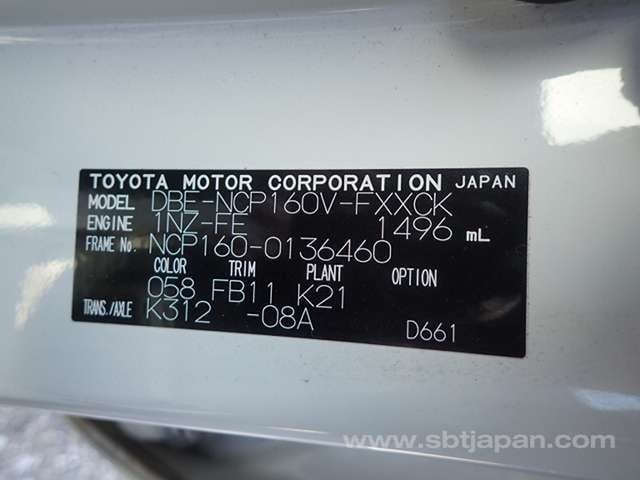 TOYOTA MOTOR CORPORATION JAPAN
MODEL DBE-NCP160V-FXXCK
ENGINE 1NZ-FE 1496 mL
FRAME No. NCP160-0136460
COLOR TRIM PLANT OPTION
058 FB11 K21
TRANS./AXLE K312 -08A
D661
www.sbtjapan.com